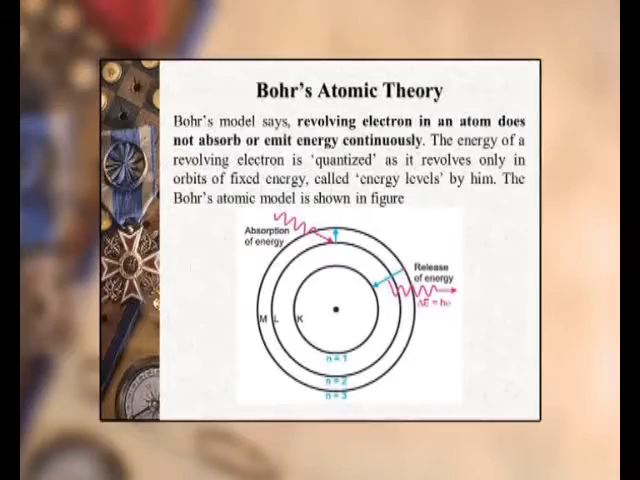 Bohr's Atomic Theory
Bohr's model says, revolving electron in an atom does
not absorb or emit energy continuously. The energy of a
revolving electron is 'quantized' as it revolves only in
orbits of fixed energy, called 'energy levels' by him. The
Bohr's atomic model is shown in figure
Absorption
of energy
Release
of energy
ΔE = hυ
M L K
n = 1
n = 2
n = 3